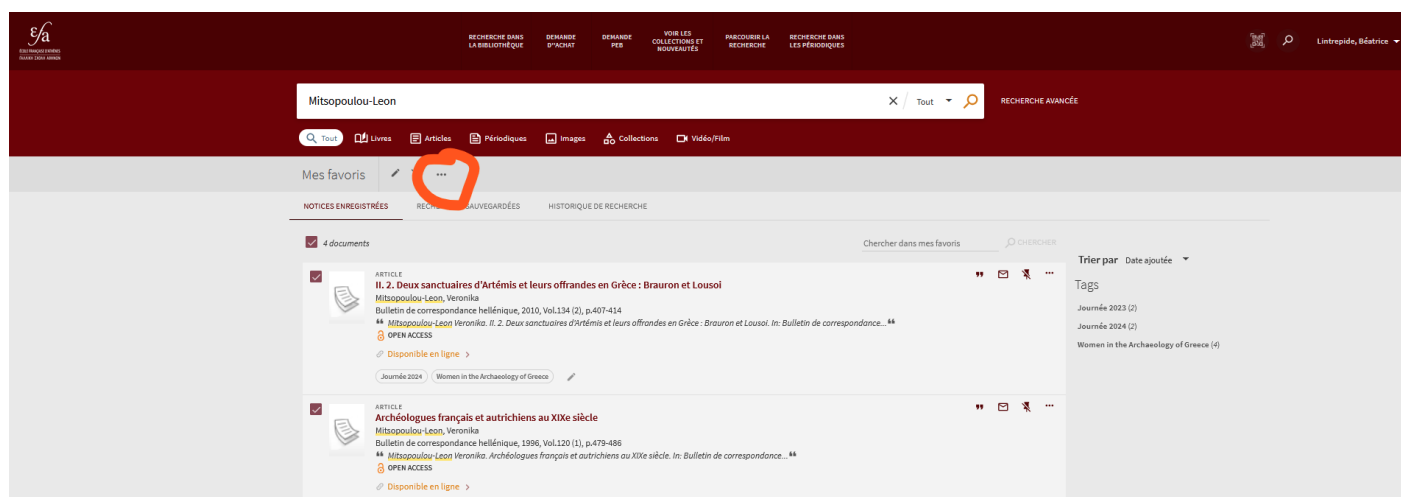 εfa
RECHERCHE DANS LA BIBLIOTHÈQUE
DEMANDE D"ACHAT
DEMANDE PEB
VOIR LES COLLECTIONS ET NOUVEAUTÉS
PARCOURIR LA RECHERCHE
RECHERCHE DANS LES PÉRIODIQUES
Lintrepide, Béatrice
Mitsopoulou-Leon
Tout
RECHERCHE AVANCÉE
Tout
Livres
Articles
Périodiques
Images
Collections
Vidéo/Film
Mes favoris
NOTICES ENREGISTRÉES
SAUVEGARDÉES
HISTORIQUE DE RECHERCHE
4 documents
Chercher dans mes favoris
CHERCHER
Trier par Date ajoutée
Tags
Journée 2023 (2)
Journée 2024 (2)
Women in the Archaeology of Greece (4)
ARTICLE
II. 2. Deux sanctuaires d'Artémis et leurs offrandes en Grèce : Brauron et Lousoi
Mitsopoulou-Leon, Veronika
Bulletin de correspondance hellénique, 2010, Vol.134 (2), p.407-414
Mitsopoulou-Leon Veronika. II. 2. Deux sanctuaires d'Artémis et leurs offrandes en Grèce : Brauron et Lousoi. In: Bulletin de correspondance...
OPEN ACCESS
Disponible en ligne
Journée 2024
Women in the Archaeology of Greece
ARTICLE
Archéologues français et autrichiens au XIXe siècle
Mitsopoulou-Leon, Veronika
Bulletin de correspondance hellénique, 1996, Vol.120 (1), p.479-486
Mitsopoulou-Leon Veronika. Archéologues français et autrichiens au XIXe siècle. In: Bulletin de correspondance...
OPEN ACCESS
Disponible en ligne